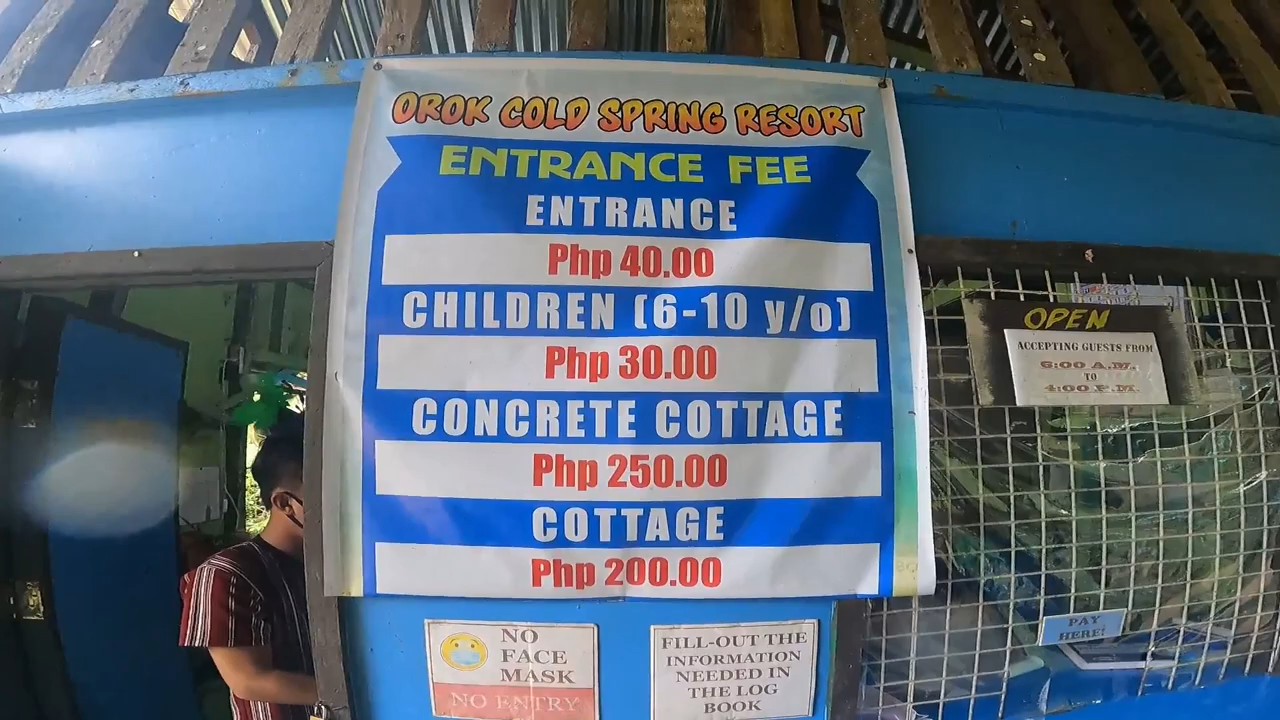 OROK COLD SPRING RESORT
ENTRANCE FEE
ENTRANCE
Php 40.00
CHILDREN (6-10 y/o)
Php 30.00
CONCRETE COTTAGE
Php 250.00
COTTAGE
Php 200.00
NO
FACE
MASK
NO ENTRY
FILL-OUT THE
INFORMATION
NEEDED IN
THE LOG
BOOK
OPEN
ACCEPTING GUESTS FROM
6:00 A.M.
TO
4:00 P.M
PAY
HERE!